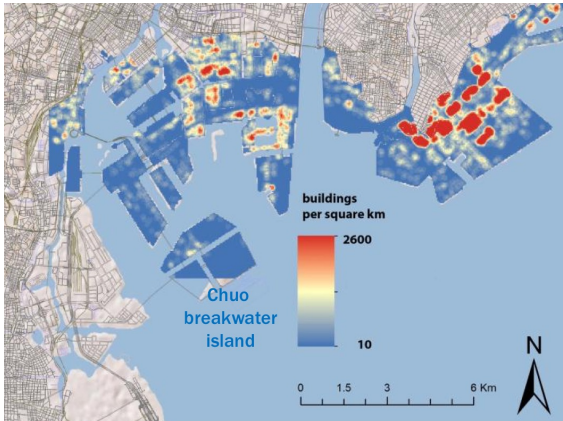 buildings
per square km
2600
10
Chuo
breakwater
island
N
0 1.5 3 6 Km